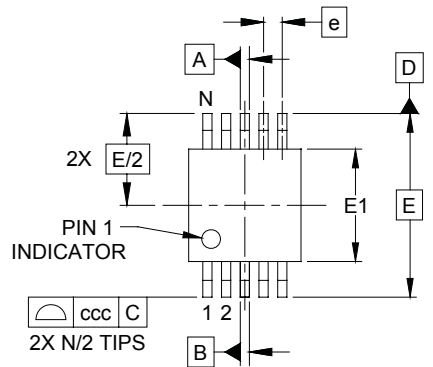 e
A
D
N
2X E/2
E1
E
PIN 1
INDICATOR
ccc C
1 2
2X N/2 TIPS
B